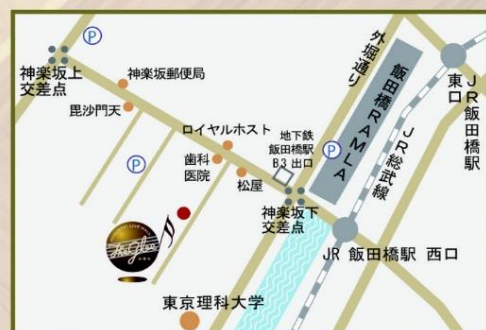 P
神楽坂上
交差点
神楽坂郵便局
毘沙門天
外堀通り
飯田橋RAMLA
東口
JR飯田橋駅
JR総武線
ロイヤルホスト
地下鉄
飯田橋駅
B3 出口
P
P
歯科
医院
松屋
神楽坂下
交差点
The Glee
JR 飯田橋駅 西口
東京理科大学